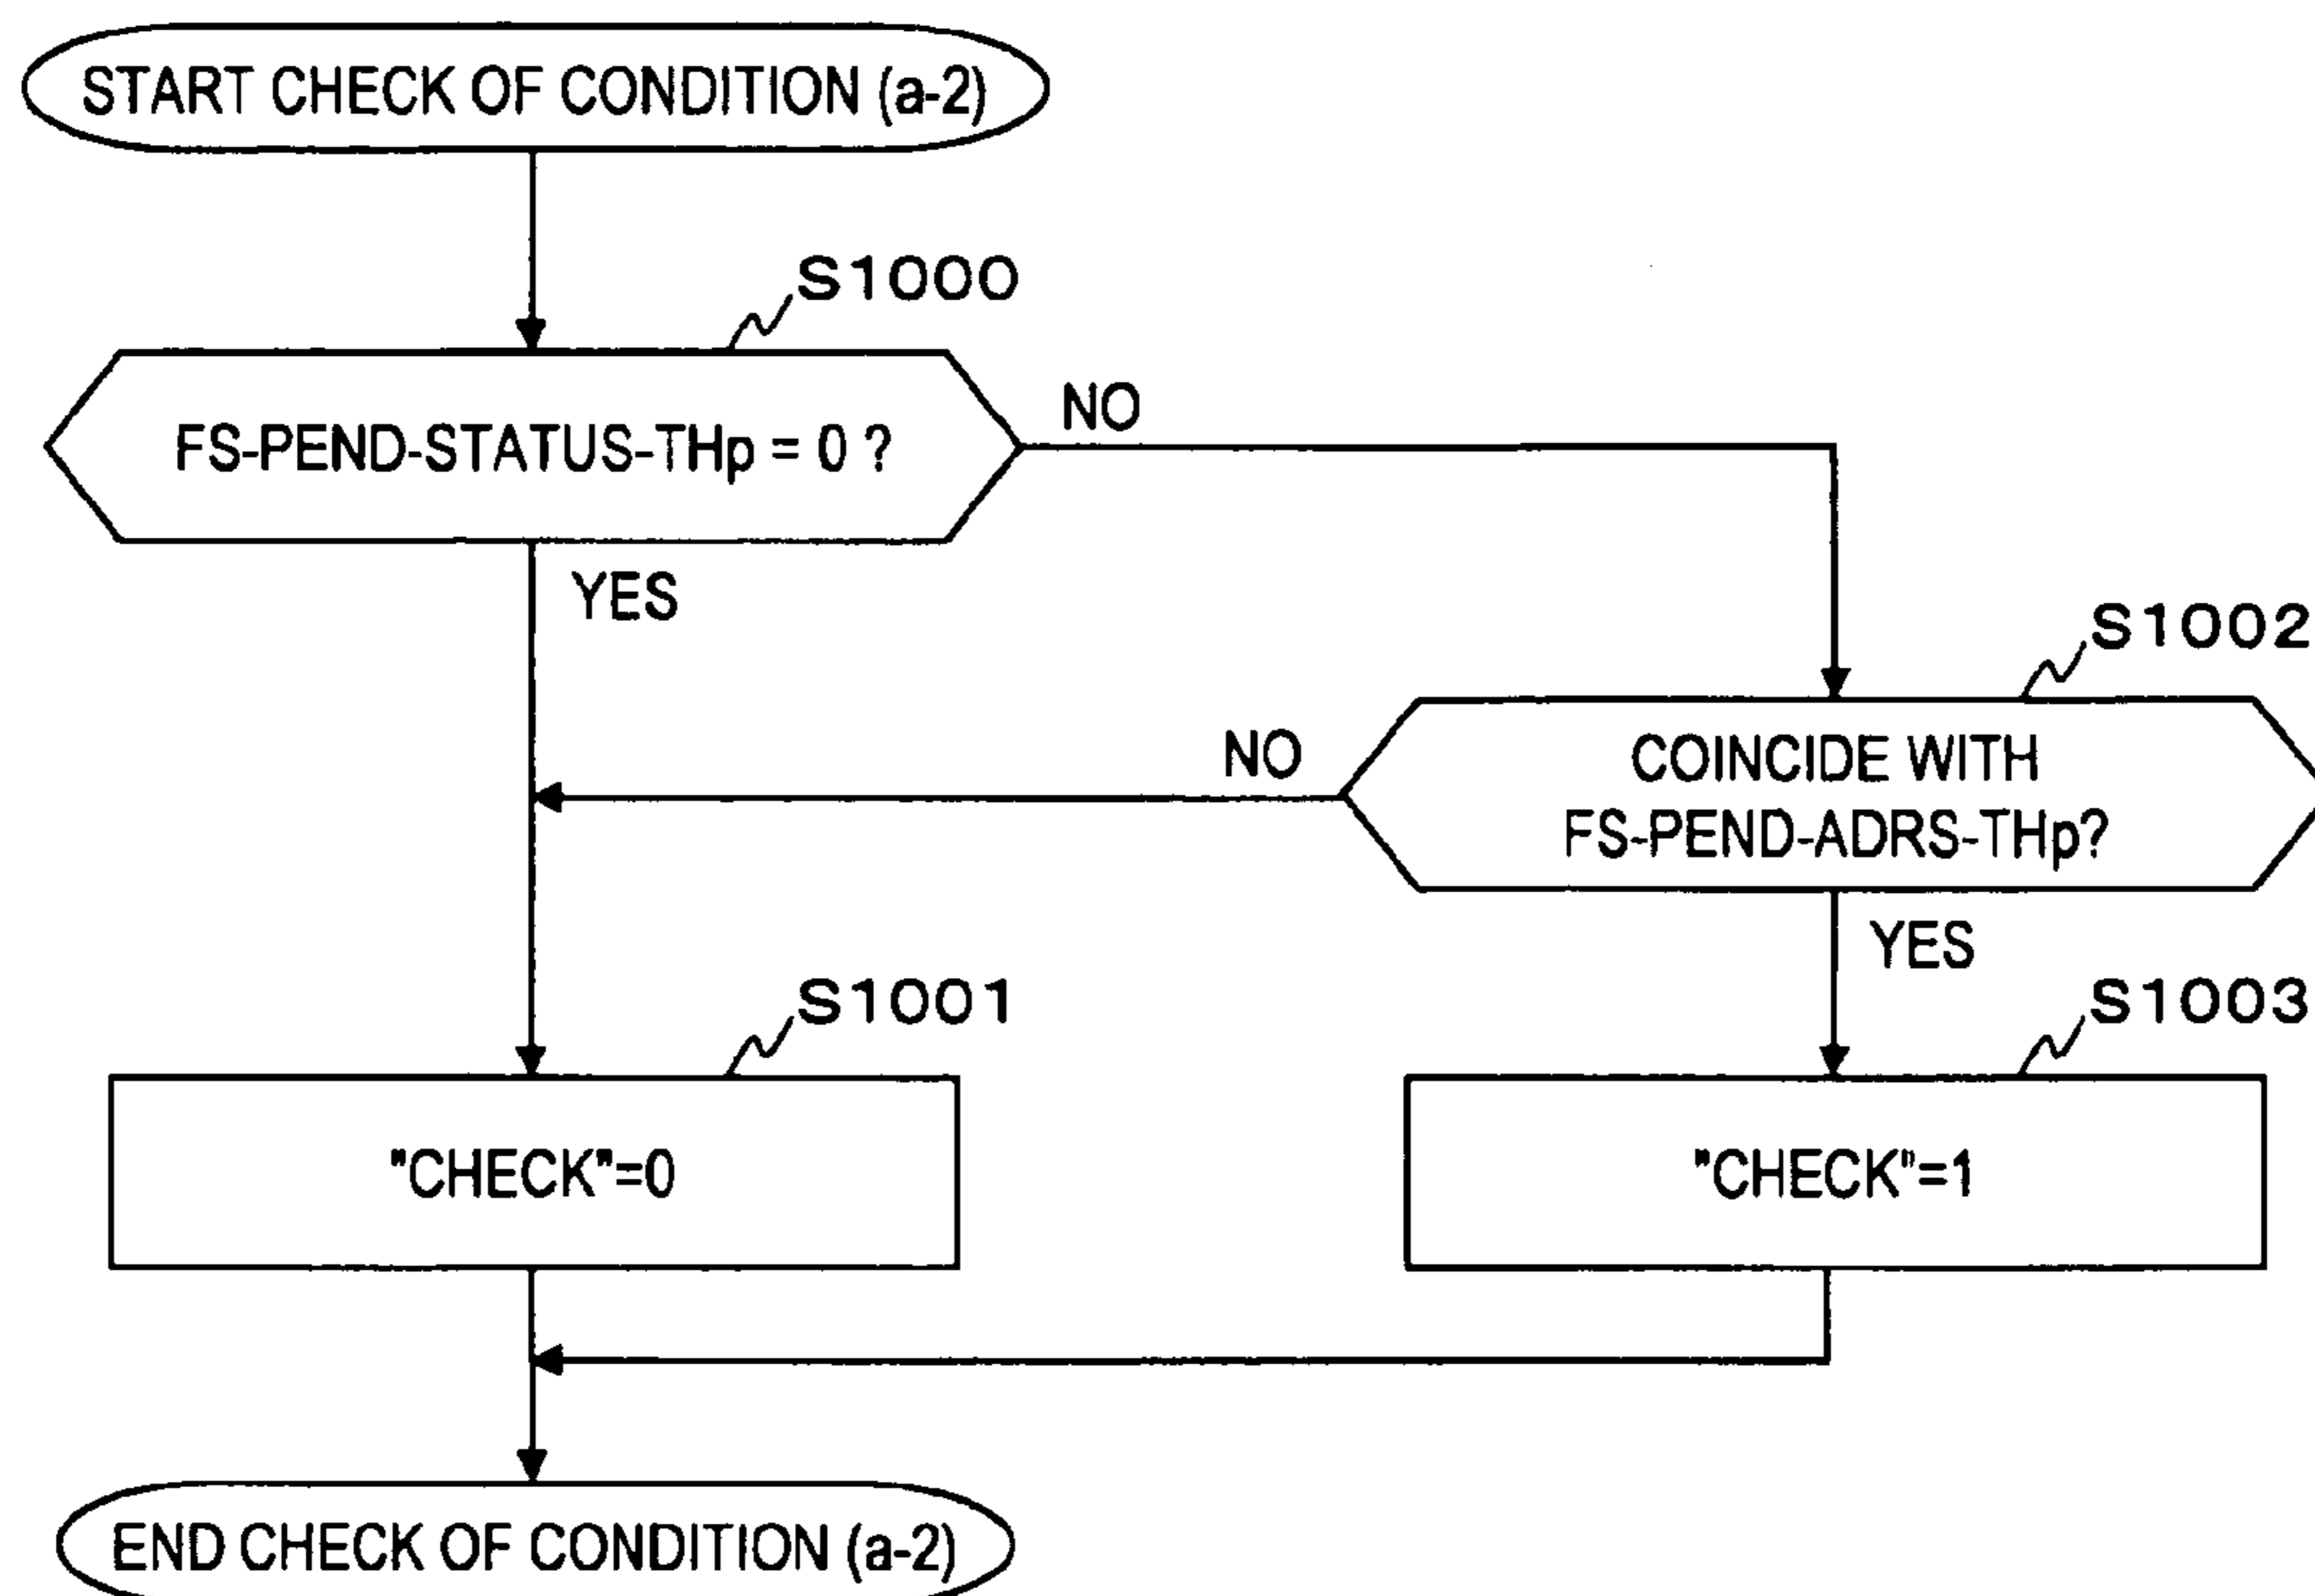 START CHECK OF CONDITION (a-2)
S1000
FS-PEND-STATUS-THp = 0 ?
NO
YES
S1002
COINCIDE WITH
FS-PEND-ADRS-THp?
NO
YES
S1001
S1003
"CHECK"=0
"CHECK"=1
END CHECK OF CONDITION (a-2)